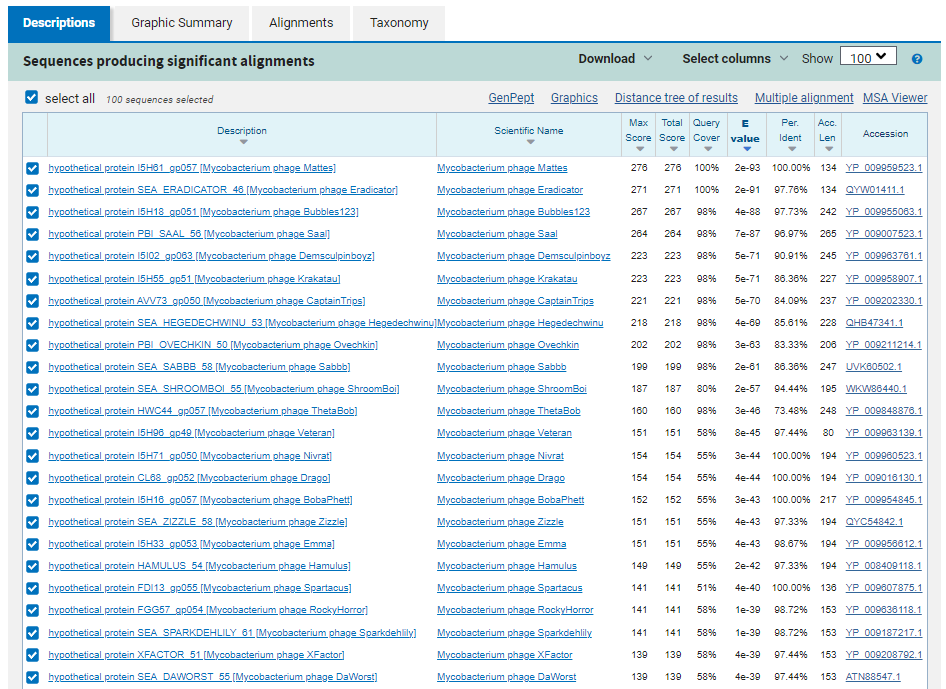 Descriptions Graphic Summary Alignments Taxonomy
Sequences producing significant alignments Download Select columns Show 100 ?
select all 100 sequences selected GenPept Graphics Distance tree of results Multiple alignment MSA Viewer
Description Scientific Name Max Score Total Score Query Cover E value Per. Ident Acc. Len Accession
hypothetical protein I5H61_gp057 [Mycobacterium phage Mattes] Mycobacterium phage Mattes 276 276 100% 2e-93 100.00% 134 YP_009959523.1
hypothetical protein SEA_ERADICATOR_46 [Mycobacterium phage Eradicator] Mycobacterium phage Eradicator 271 271 100% 2e-91 97.76% 134 QYW01411.1
hypothetical protein I5H18_gp051 [Mycobacterium phage Bubbles123] Mycobacterium phage Bubbles123 267 267 98% 4e-88 97.73% 242 YP_009955063.1
hypothetical protein PBI_SAAL_56 [Mycobacterium phage Saal] Mycobacterium phage Saal 264 264 98% 7e-87 96.97% 265 YP_009007523.1
hypothetical protein I5I02_gp063 [Mycobacterium phage Demsculpinboyz] Mycobacterium phage Demsculpinboyz 223 223 98% 5e-71 90.91% 245 YP_009963761.1
hypothetical protein I5H55_gp51 [Mycobacterium phage Krakatau] Mycobacterium phage Krakatau 223 223 98% 5e-71 86.36% 227 YP_009958907.1
hypothetical protein AVV73_gp050 [Mycobacterium phage CaptainTrips] Mycobacterium phage CaptainTrips 221 221 98% 5e-70 84.09% 237 YP_009202330.1
hypothetical protein SEA_HEGEDECHWINU_53 [Mycobacterium phage Hegedechwinu] Mycobacterium phage Hegedechwinu 218 218 98% 4e-69 85.61% 228 QHB47341.1
hypothetical protein PBI_OVECHKIN_50 [Mycobacterium phage Ovechkin] Mycobacterium phage Ovechkin 202 202 98% 3e-63 83.33% 206 YP_009211214.1
hypothetical protein SEA_SABBB_58 [Mycobacterium phage Sabbb] Mycobacterium phage Sabbb 199 199 98% 2e-61 86.36% 247 UVK60502.1
hypothetical protein SEA_SHROOMBOI_55 [Mycobacterium phage ShroomBoi] Mycobacterium phage ShroomBoi 187 187 80% 2e-57 94.44% 195 WKW86440.1
hypothetical protein HWC44_gp057 [Mycobacterium phage ThetaBob] Mycobacterium phage ThetaBob 160 160 98% 3e-46 73.48% 248 YP_009848876.1
hypothetical protein I5H96_gp49 [Mycobacterium phage Veteran] Mycobacterium phage Veteran 151 151 58% 8e-45 97.44% 80 YP_009963139.1
hypothetical protein I5H71_gp050 [Mycobacterium phage Nivrat] Mycobacterium phage Nivrat 154 154 55% 3e-44 100.00% 194 YP_009960523.1
hypothetical protein CL68_gp052 [Mycobacterium phage Drago] Mycobacterium phage Drago 154 154 55% 4e-44 100.00% 194 YP_009016130.1
hypothetical protein I5H16_gp057 [Mycobacterium phage BobaPhett] Mycobacterium phage BobaPhett 152 152 55% 3e-43 100.00% 217 YP_009954845.1
hypothetical protein SEA_ZIZZLE_58 [Mycobacterium phage Zizzle] Mycobacterium phage Zizzle 151 151 55% 4e-43 97.33% 194 QYC54842.1
hypothetical protein I5H33_gp053 [Mycobacterium phage Emma] Mycobacterium phage Emma 151 151 55% 4e-43 98.67% 194 YP_009956612.1
hypothetical protein HAMULUS_54 [Mycobacterium phage Hamulus] Mycobacterium phage Hamulus 149 149 55% 2e-42 97.33% 194 YP_008409118.1
hypothetical protein FDI13_gp055 [Mycobacterium phage Spartacus] Mycobacterium phage Spartacus 141 141 51% 4e-40 100.00% 136 YP_009607875.1
hypothetical protein FGG57_gp054 [Mycobacterium phage RockyHorror] Mycobacterium phage RockyHorror 141 141 58% 1e-39 98.72% 153 YP_009636118.1
hypothetical protein SEA_SPARKDEHLILY_61 [Mycobacterium phage Sparkdehlily] Mycobacterium phage Sparkdehlily 141 141 58% 1e-39 98.72% 153 YP_009187217.1
hypothetical protein XFACTOR_51 [Mycobacterium phage XFactor] Mycobacterium phage XFactor 139 139 58% 4e-39 97.44% 153 YP_009208792.1
hypothetical protein SEA_DAWORST_55 [Mycobacterium phage DaWorst] Mycobacterium phage DaWorst 139 139 58% 4e-39 97.44% 153 ATN88547.1